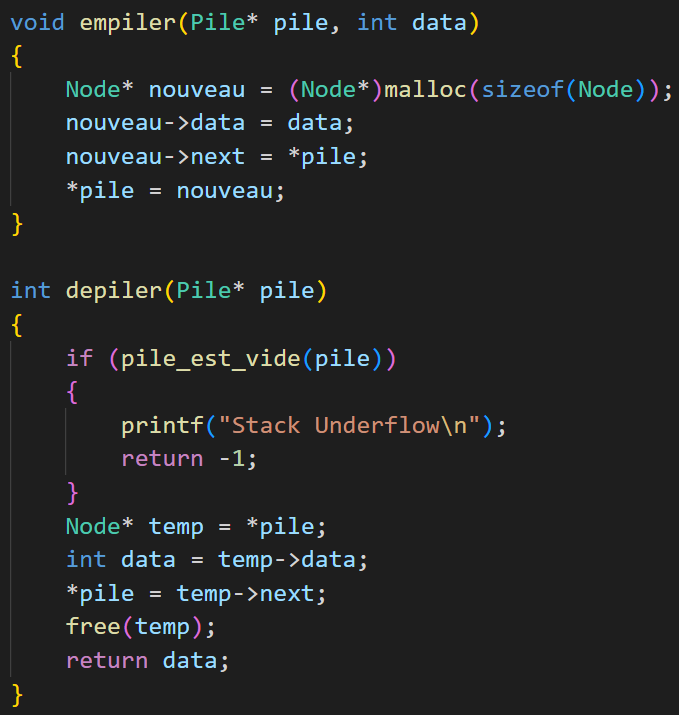 void empiler(Pile* pile, int data)
{
    Node* nouveau = (Node*)malloc(sizeof(Node));
    nouveau->data = data;
    nouveau->next = *pile;
    *pile = nouveau;
}

int depiler(Pile* pile)
{
    if (pile_est_vide(pile))
    {
        printf("Stack Underflow\n");
        return -1;
    }
    Node* temp = *pile;
    int data = temp->data;
    *pile = temp->next;
    free(temp);
    return data;
}